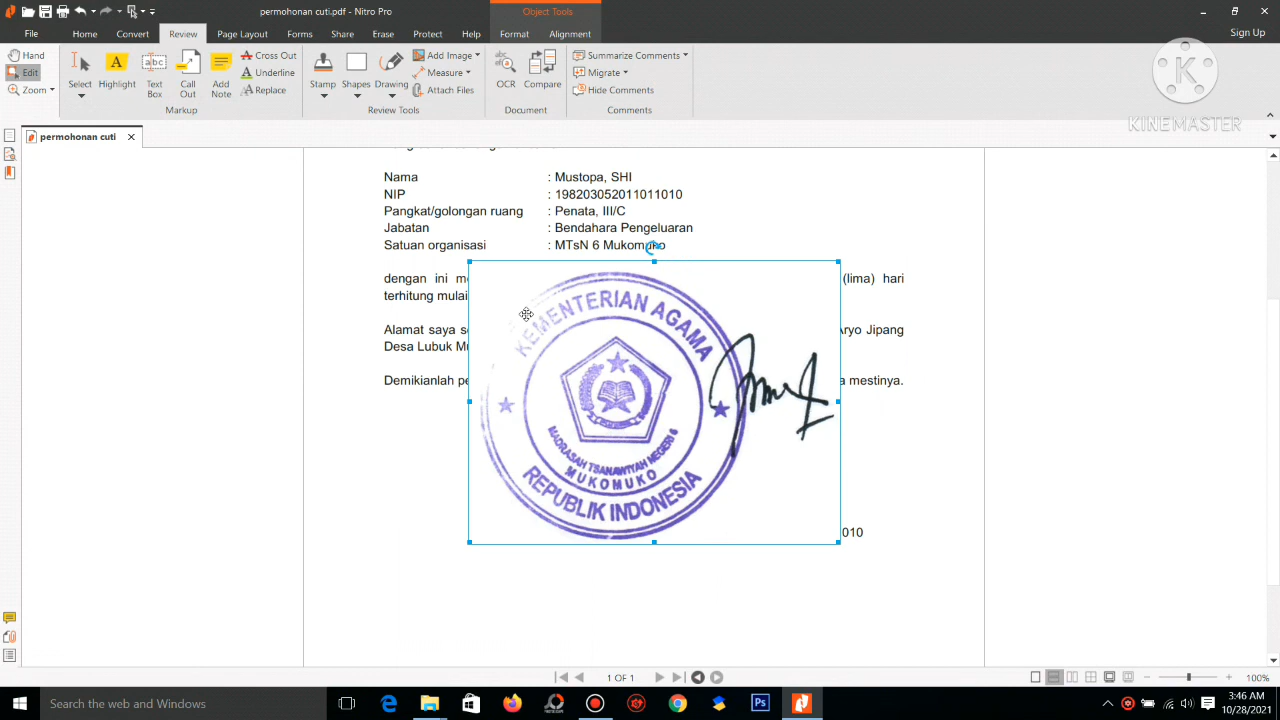 permohonan cuti.pdf - Nitro Pro
Object Tools
File Home Convert Review Page Layout Forms Share Erase Protect Help Format Alignment Sign Up
Hand
Edit
Zoom
Select
Highlight
Text Box
Call Out
Add Note
Cross Out
Underline
Replace
Markup
Stamp
Shapes
Drawing
Add Image
Measure
Attach Files
Review Tools
OCR
Compare
Document
Summarize Comments
Migrate
Hide Comments
Comments
K
KINEMASTER
permohonan cuti
Nama : Mustopa, SHI
NIP : 198203052011011010
Pangkat/golongan ruang : Penata, III/C
Jabatan : Bendahara Pengeluaran
Satuan organisasi : MTsN 6 Mukomuko
dengan ini (lima) hari
terhitung mulai
Alamat saya Aryo Jipang
Desa Lubuk
Demikianlah mestinya.
KEMENTERIAN AGAMA
MADRASAH TSANAWIYAH NEGERI 6
MUKOMUKO
REPUBLIK INDONESIA
010
1 OF 1
100%
Search the web and Windows
Ps
3:46 AM
10/28/2021